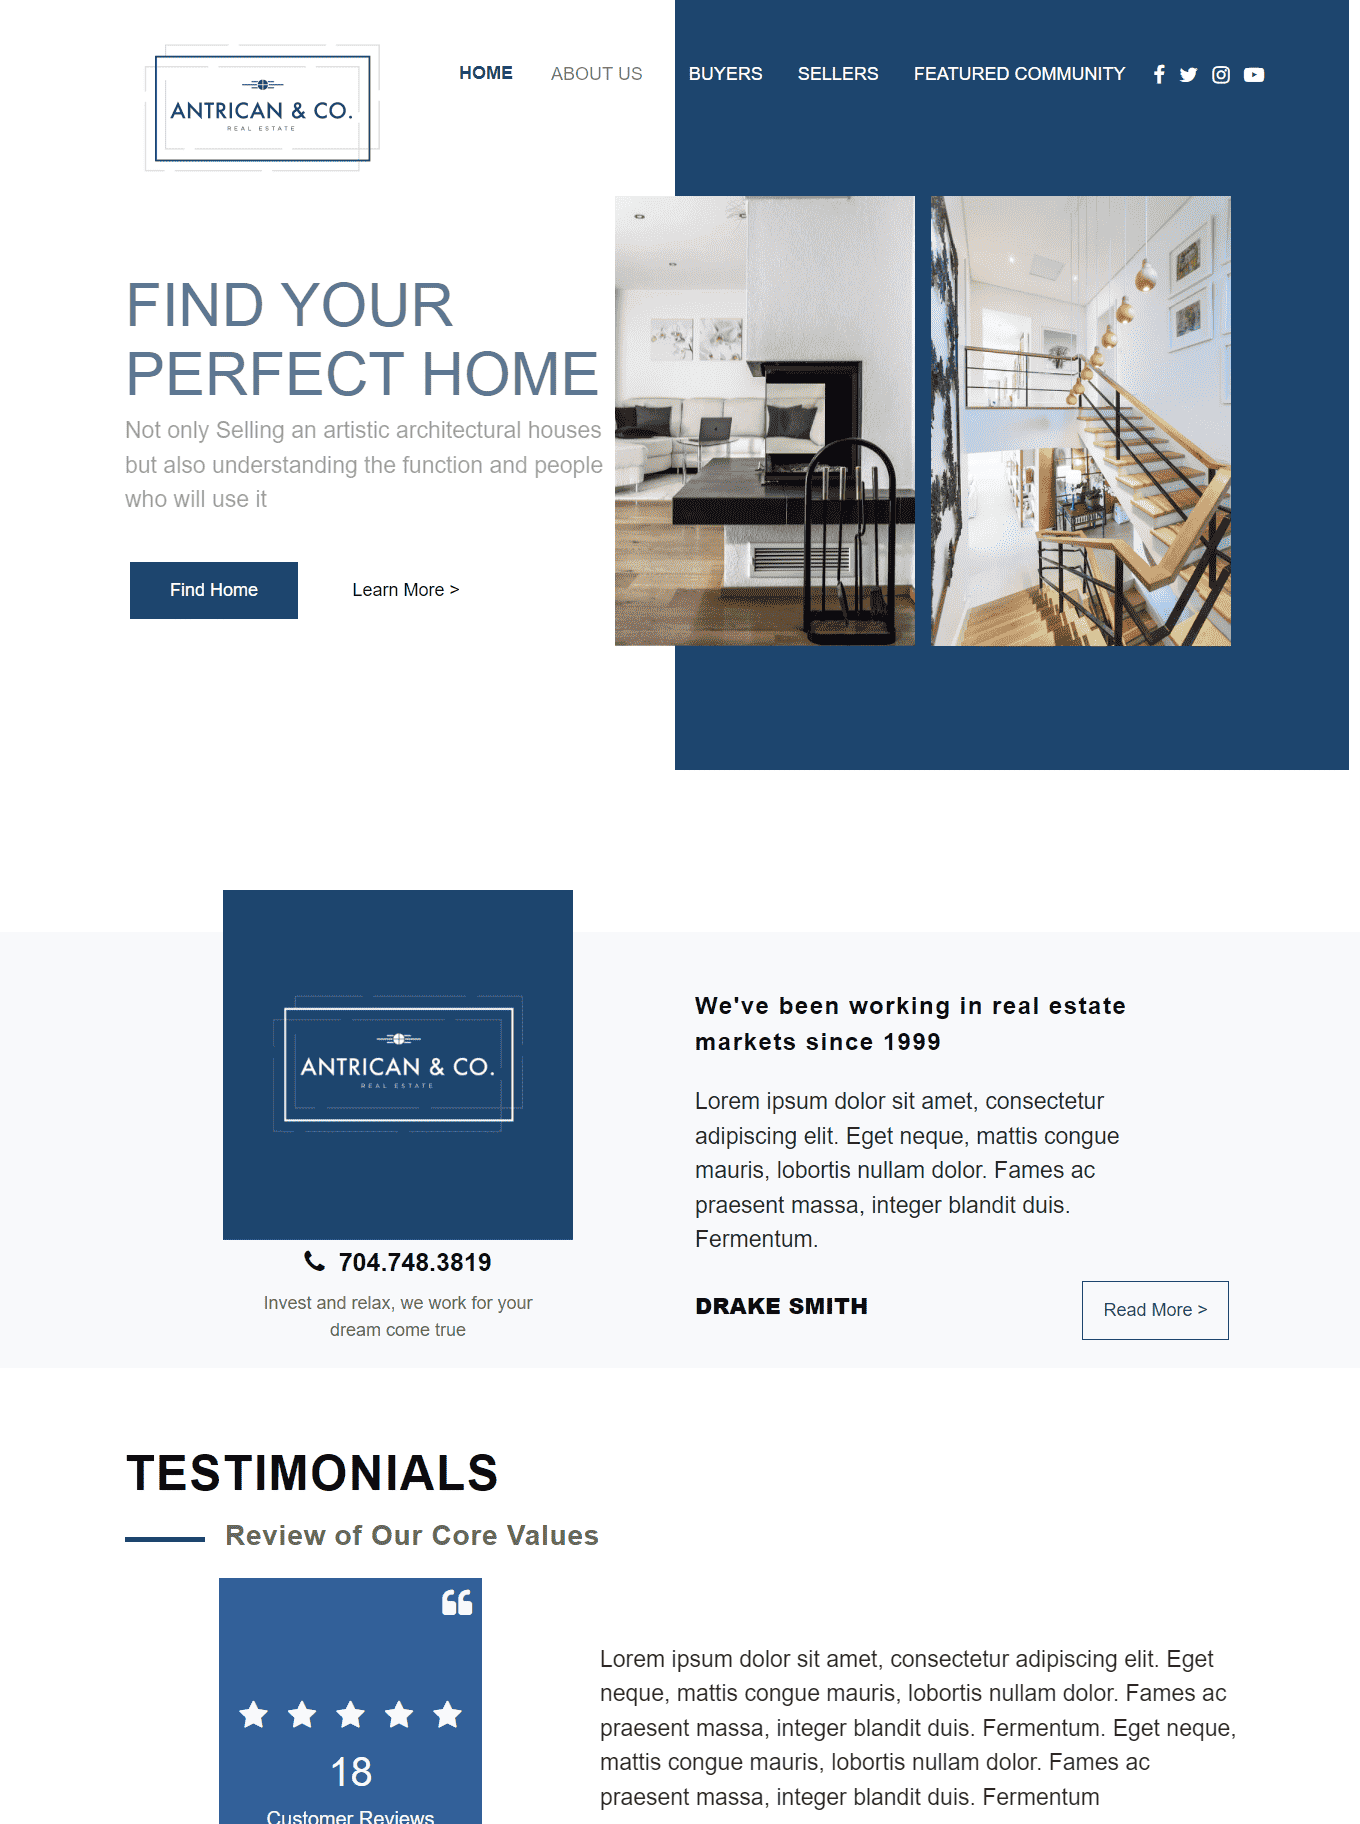 ANTRICAN & CO.
REAL ESTATE
HOME
ABOUT US
BUYERS
SELLERS
FEATURED COMMUNITY
FIND YOUR
PERFECT HOME
Not only Selling an artistic architectural houses
but also understanding the function and people
who will use it
Find Home
Learn More >
ANTRICAN & CO.
REAL ESTATE
704.748.3819
Invest and relax, we work for your
dream come true
We've been working in real estate
markets since 1999
Lorem ipsum dolor sit amet, consectetur
adipiscing elit. Eget neque, mattis congue
mauris, lobortis nullam dolor. Fames ac
praesent massa, integer blandit duis.
Fermentum.
DRAKE SMITH
Read More >
TESTIMONIALS
Review of Our Core Values
18
Customer Reviews
Lorem ipsum dolor sit amet, consectetur adipiscing elit. Eget
neque, mattis congue mauris, lobortis nullam dolor. Fames ac
praesent massa, integer blandit duis. Fermentum. Eget neque,
mattis congue mauris, lobortis nullam dolor. Fames ac
praesent massa, integer blandit duis. Fermentum